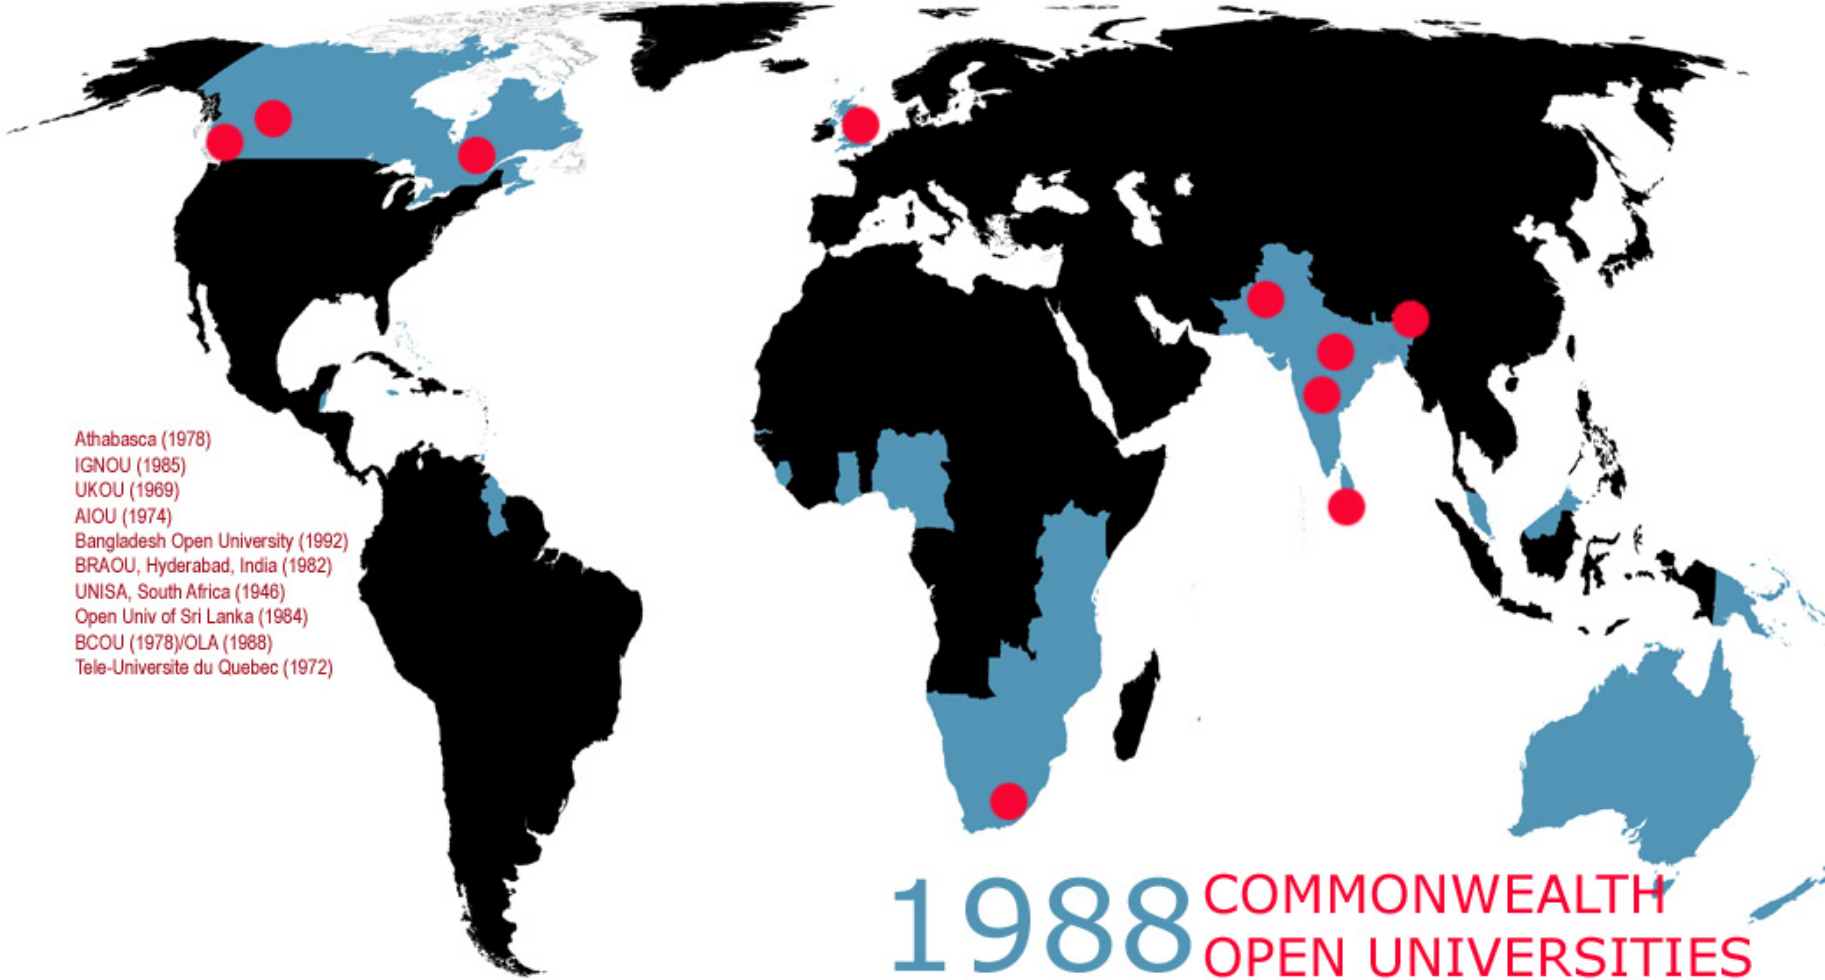 Athabasca (1978)
IGNOU (1985)
UKOU (1969)
AIOU (1974)
Bangladesh Open University (1992)
BRAOU, Hyderabad, India (1982)
UNISA, South Africa (1946)
Open Univ of Sri Lanka (1984)
BCOU (1978)/OLA (1988)
Tele-Universite du Quebec (1972)
1988 COMMONWEALTH
OPEN UNIVERSITIES